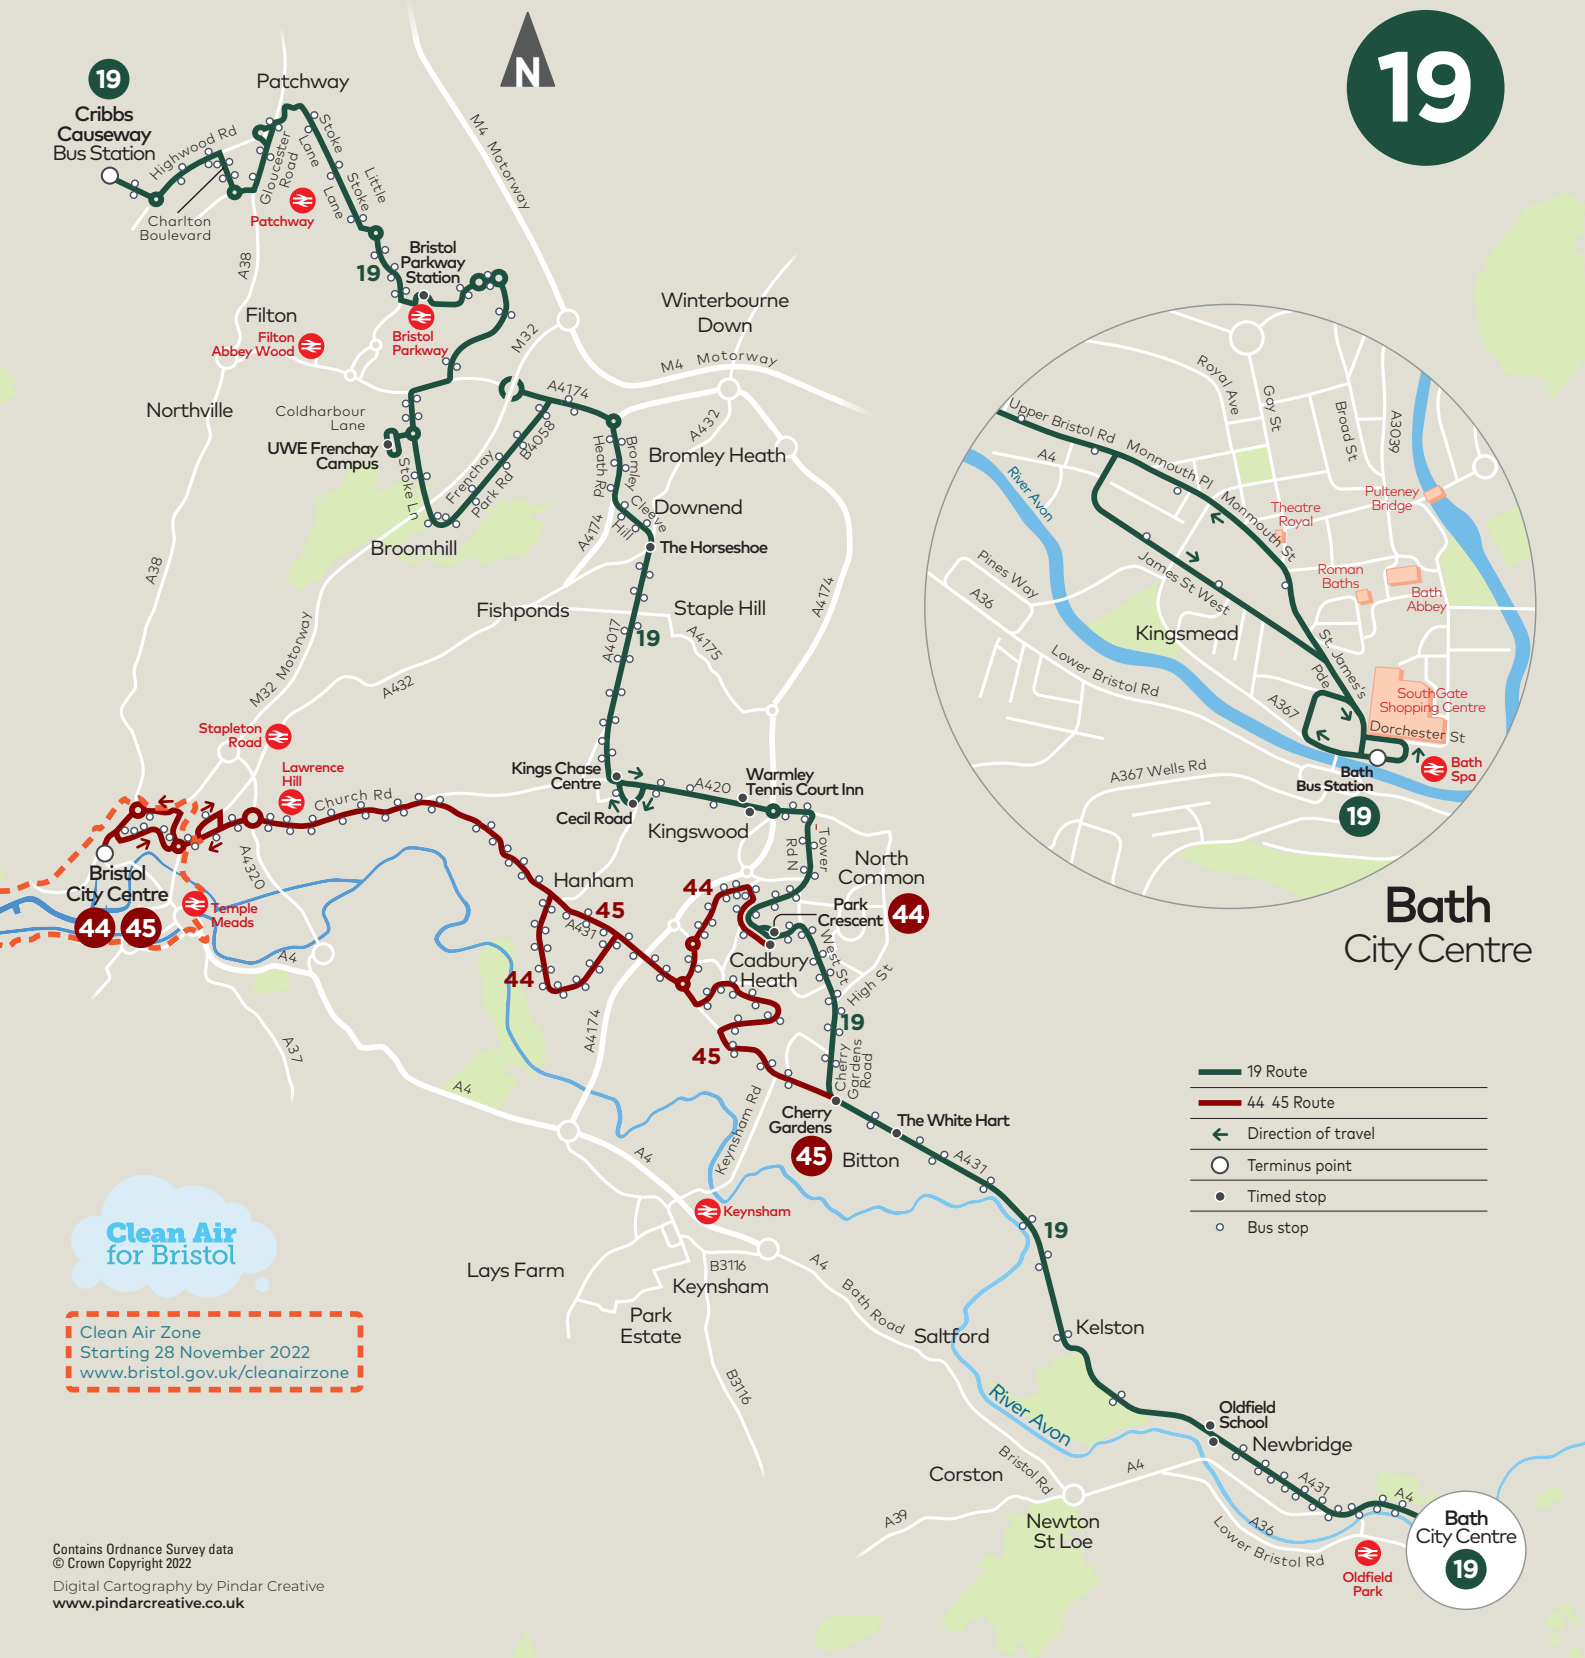 19
Cribbs
Causeway
Bus Station
Patchway
N
19
Highwood Rd
Charlton
Boulevard
Gloucester
Road
Patchway
Stoke
Lane
Little
Stoke
Lane
M4 Motorway
A38
19
Bristol
Parkway
Station
Bristol
Parkway
Filton
Filton
Abbey Wood
M32
Winterbourne
Down
M4 Motorway
A4174
Northville
Coldharbour
Lane
UWE Frenchay
Campus
Stoke Ln
Frenchay
Park Rd
B4058
Bromley
Heath Rd
A432
Bromley Heath
Cleeve
Hill
Downend
A4174
The Horseshoe
Broomhill
A38
Fishponds
Staple Hill
A4174
A4017
19
A4175
M32 Motorway
A432
Stapleton
Road
Lawrence
Hill
Church Rd
Kings Chase
Centre
A420
Warmley
Tennis Court Inn
Cecil Road
Kingswood
Tower
Rd N
North
Common
Bristol
City Centre
44
45
A4320
Temple
Meads
Hanham
44
45
A431
Park
Crescent
44
Cadbury
Heath
West St
High St
44
A4
19
A37
A4174
45
Cherry
Gardens
Road
A4
Keynsham Rd
Cherry
Gardens
45
The White Hart
Bitton
A431
A4
Keynsham
19
Lays Farm
B3116
Keynsham
A4
Bath Road
Park
Estate
Saltford
Kelston
B3116
River Avon
Oldfield
School
Newbridge
Corston
Bristol Rd
A4
A431
A4
A39
Newton
St Loe
A36
Lower Bristol Rd
Oldfield
Park
Bath
City Centre
19
Upper Bristol Rd
A4
Monmouth Pl
Monmouth St
Royal Ave
Gay St
Broad St
A3039
River Avon
Theatre
Royal
Pulteney
Bridge
Pines Way
A36
James St West
Roman
Baths
Bath
Abbey
Kingsmead
Lower Bristol Rd
St. James's
Pde
A367
SouthGate
Shopping Centre
Dorchester St
A367 Wells Rd
Bath
Bus Station
Bath
Spa
19
Bath
City Centre
19 Route
44 45 Route
Direction of travel
Terminus point
Timed stop
Bus stop
Clean Air
for Bristol
Clean Air Zone
Starting 28 November 2022
www.bristol.gov.uk/cleanairzone
Contains Ordnance Survey data
© Crown Copyright 2022
Digital Cartography by Pindar Creative
www.pindarcreative.co.uk